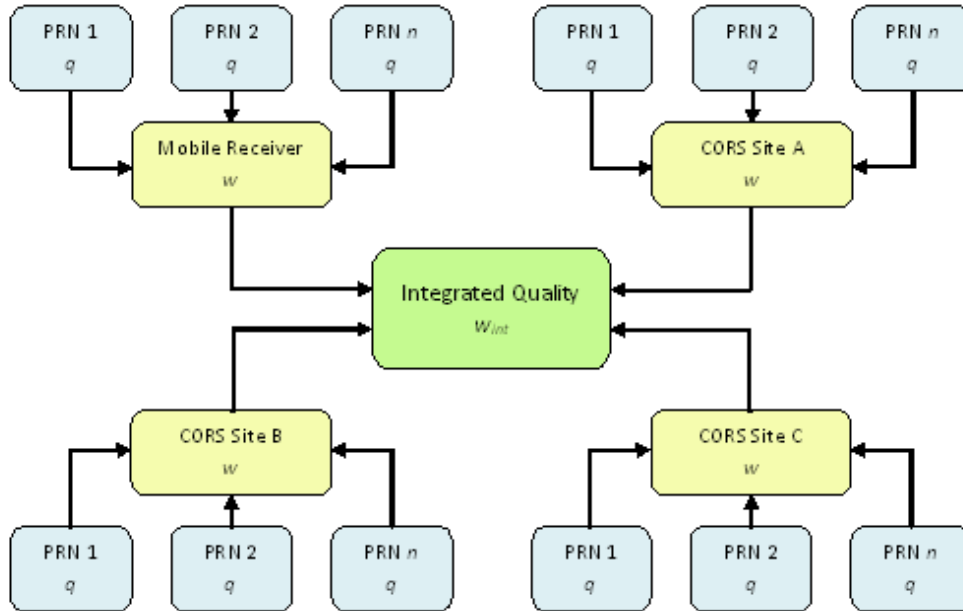 PRN 1
q
PRN 2
q
PRN n
q
PRN 1
q
PRN 2
q
PRN n
q
Mobile Receiver
w
CORS Site A
w
Integrated Quality
Wint
CORS Site B
w
CORS Site C
w
PRN 1
q
PRN 2
q
PRN n
q
PRN 1
q
PRN 2
q
PRN n
q